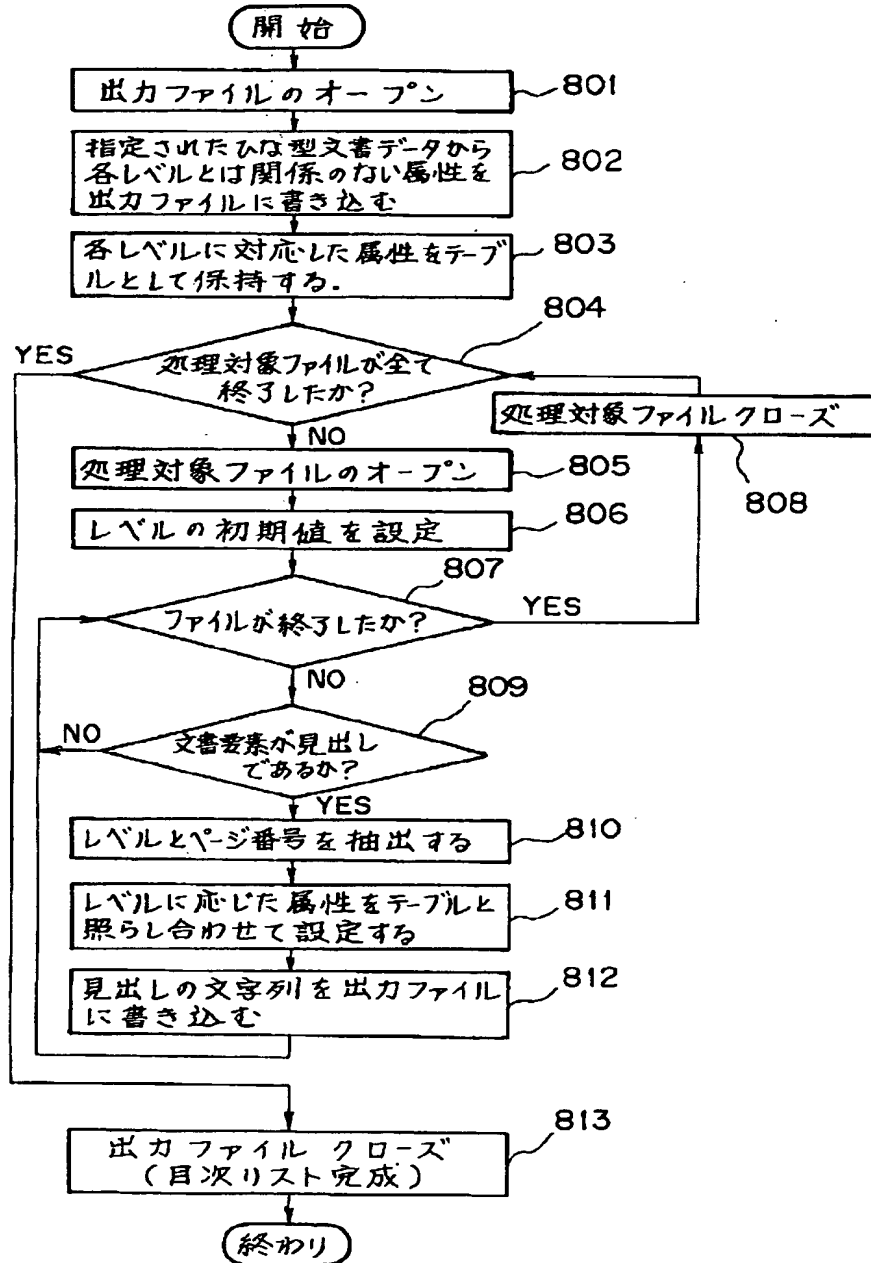 開始
出力ファイルのオープン
801
指定されたひな型文書データから
各レベルとは関係のない属性を
出力ファイルに書き込む
802
各レベルに対応した属性をテーブ
ルとして保持する.
803
804
YES
処理対象ファイルが全て
終了したか?
NO
処理対象ファイルクローズ
808
処理対象ファイルのオープン
805
レベルの初期値を設定
806
807
ファイルが終了したか?
YES
NO
809
NO
文書要素が見出し
であるか?
YES
レベルとページ番号を抽出する
810
レベルに応じた属性をテーブルと
照らし合わせて設定する
811
見出しの文字列を出力ファイル
に書き込む
812
出力ファイル クローズ
(目次リスト完成)
813
終わり